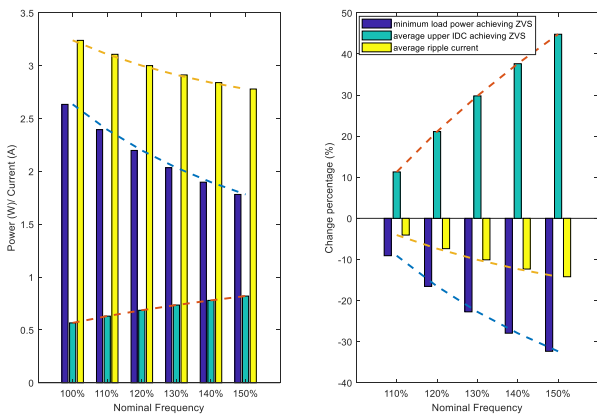 3.5
3
2.5
2
1.5
1
0.5
0
Power (W)/ Current (A)
100% 110% 120% 130% 140% 150%
Nominal Frequency
50
40
30
20
10
0
-10
-20
-30
-40
Change percentage (%)
minimum load power achieving ZVS
average upper IDC achieving ZVS
average ripple current
110% 120% 130% 140% 150%
Nominal Frequency